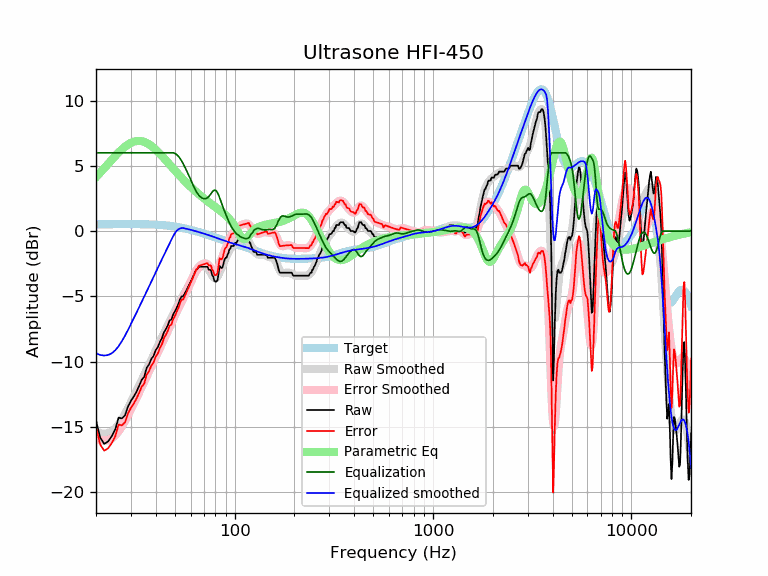 Ultrasone HFI-450
Amplitude (dBr)
10
5
0
−5
−10
−15
−20
Target
Raw Smoothed
Error Smoothed
Raw
Error
Parametric Eq
Equalization
Equalized smoothed
100
1000
10000
Frequency (Hz)